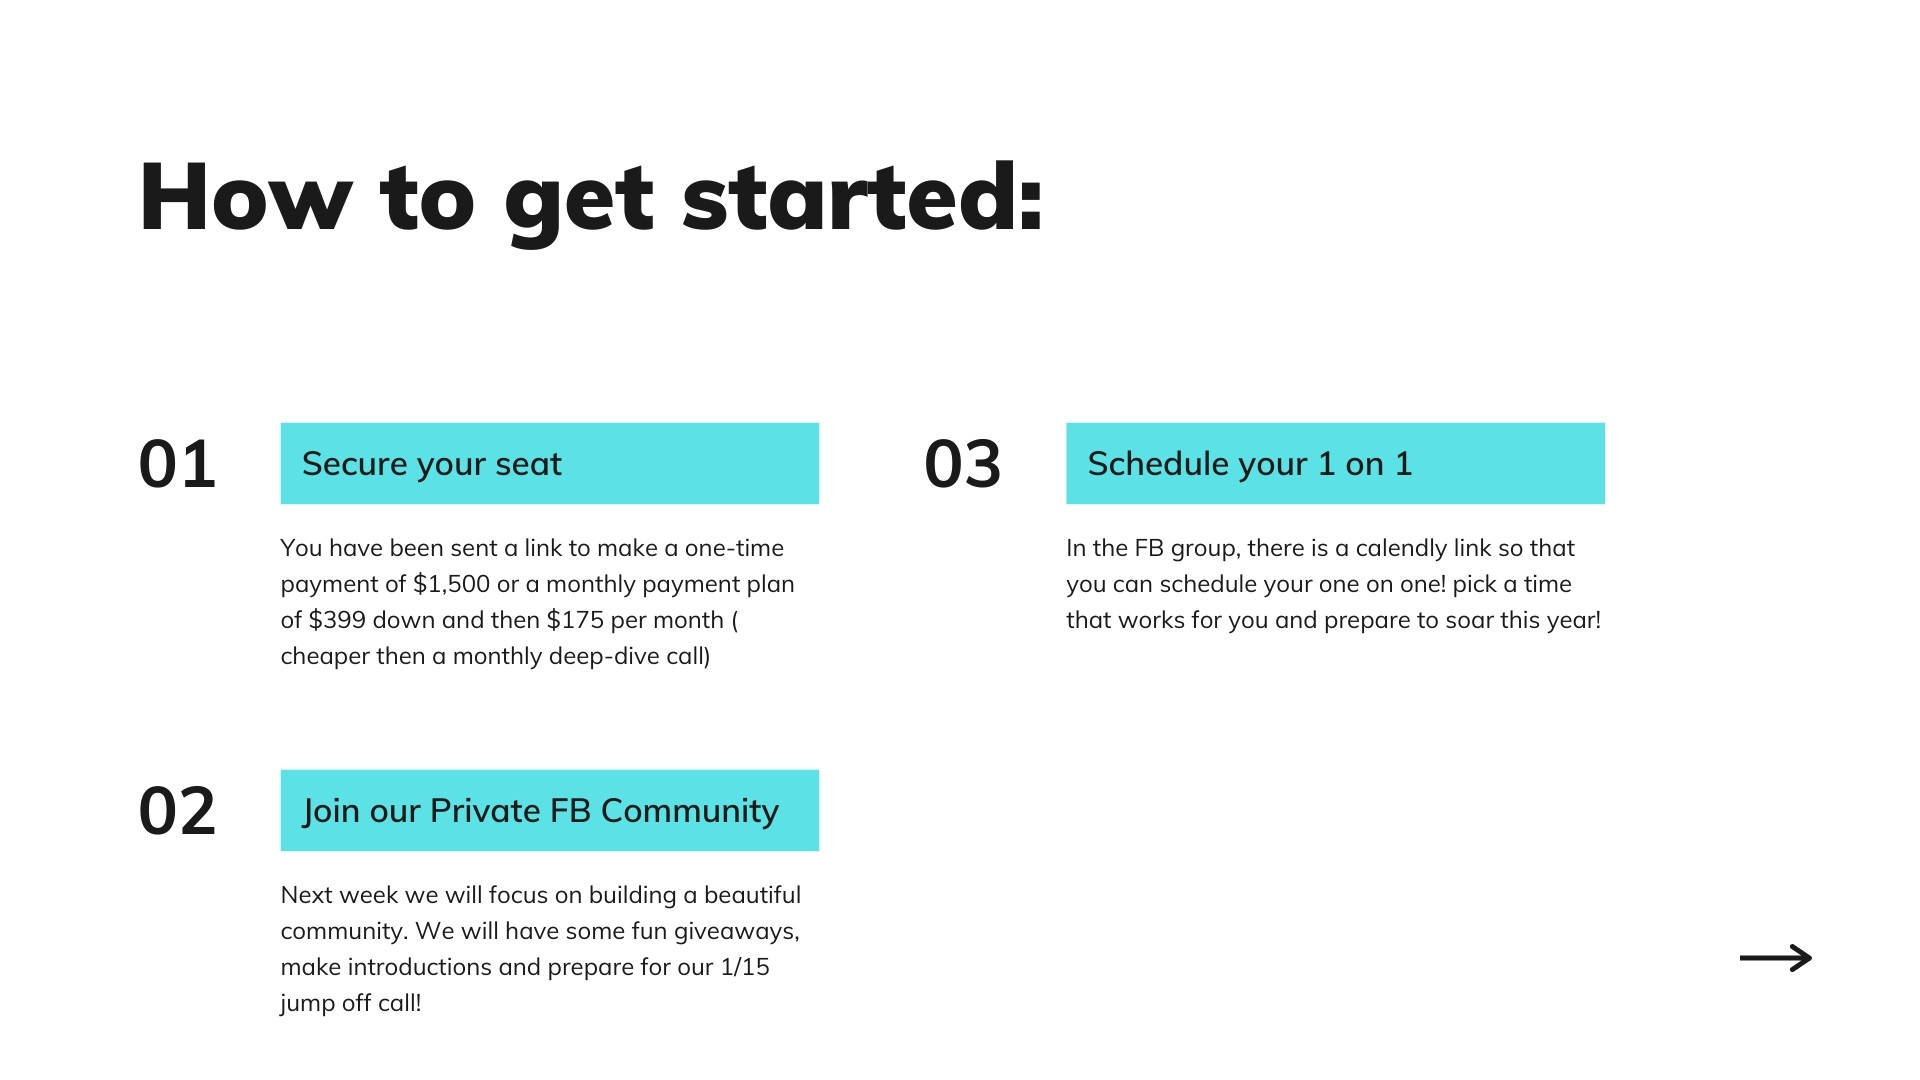 How to get started:
01
Secure your seat
You have been sent a link to make a one-time
payment of $1,500 or a monthly payment plan
of $399 down and then $175 per month (
cheaper then a monthly deep-dive call)
02
Join our Private FB Community
Next week we will focus on building a beautiful
community. We will have some fun giveaways,
make introductions and prepare for our 1/15
jump off call!
03
Schedule your 1 on 1
In the FB group, there is a calendly link so that
you can schedule your one on one! pick a time
that works for you and prepare to soar this year!